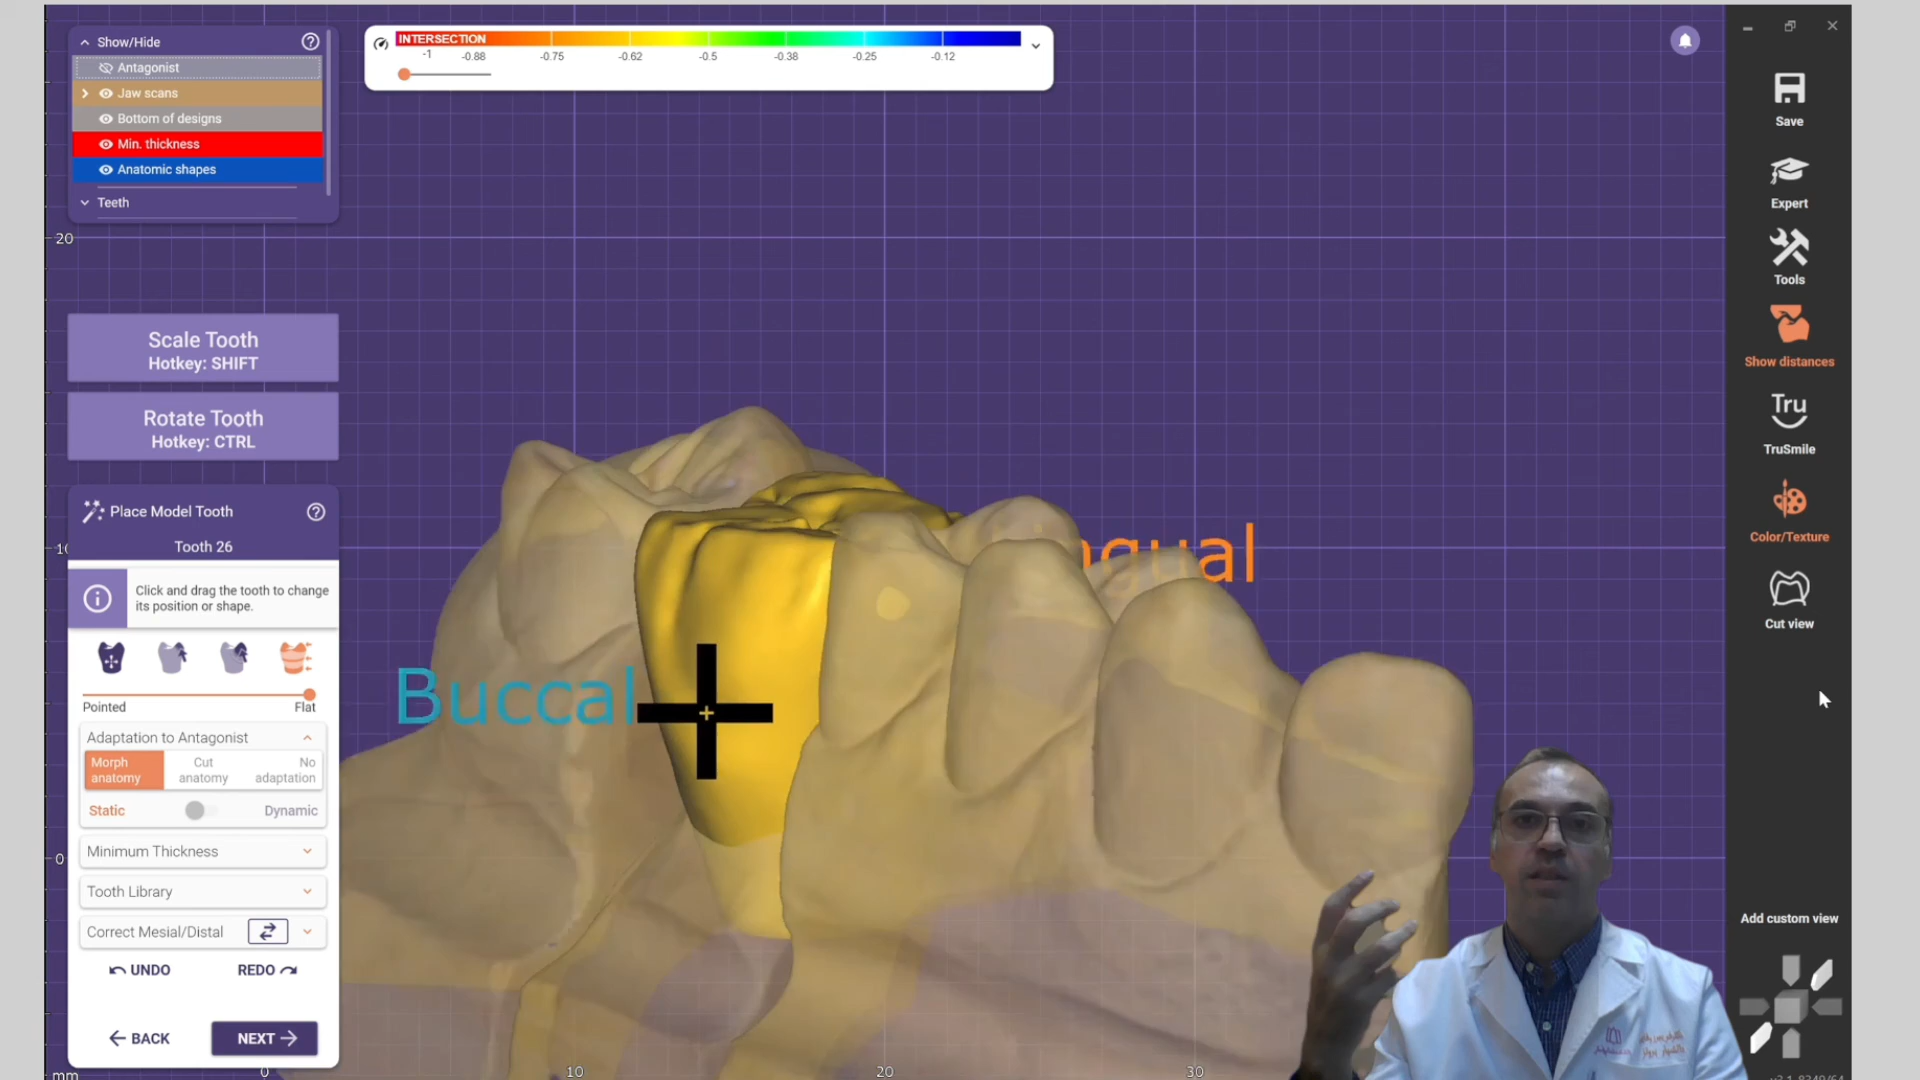 Show/Hide
Antagonist
Jaw scans
Bottom of designs
Min. thickness
Anatomic shapes
Teeth
INTERSECTION
-1
-0.88
-0.75
-0.62
-0.5
-0.38
-0.25
-0.12
Save
Expert
Tools
Show distances
Tru
TruSmile
Color/Texture
Cut view
Add custom view
20
Scale Tooth
Hotkey: SHIFT
Rotate Tooth
Hotkey: CTRL
Place Model Tooth
Tooth 26
Click and drag the tooth to change
its position or shape.
Pointed
Flat
Adaptation to Antagonist
Morph
anatomy
Cut
anatomy
No
adaptation
Static
Dynamic
Minimum Thickness
Tooth Library
Correct Mesial/Distal
UNDO
REDO
BACK
NEXT
Buccal
ngual
0
mm
0
10
20
30